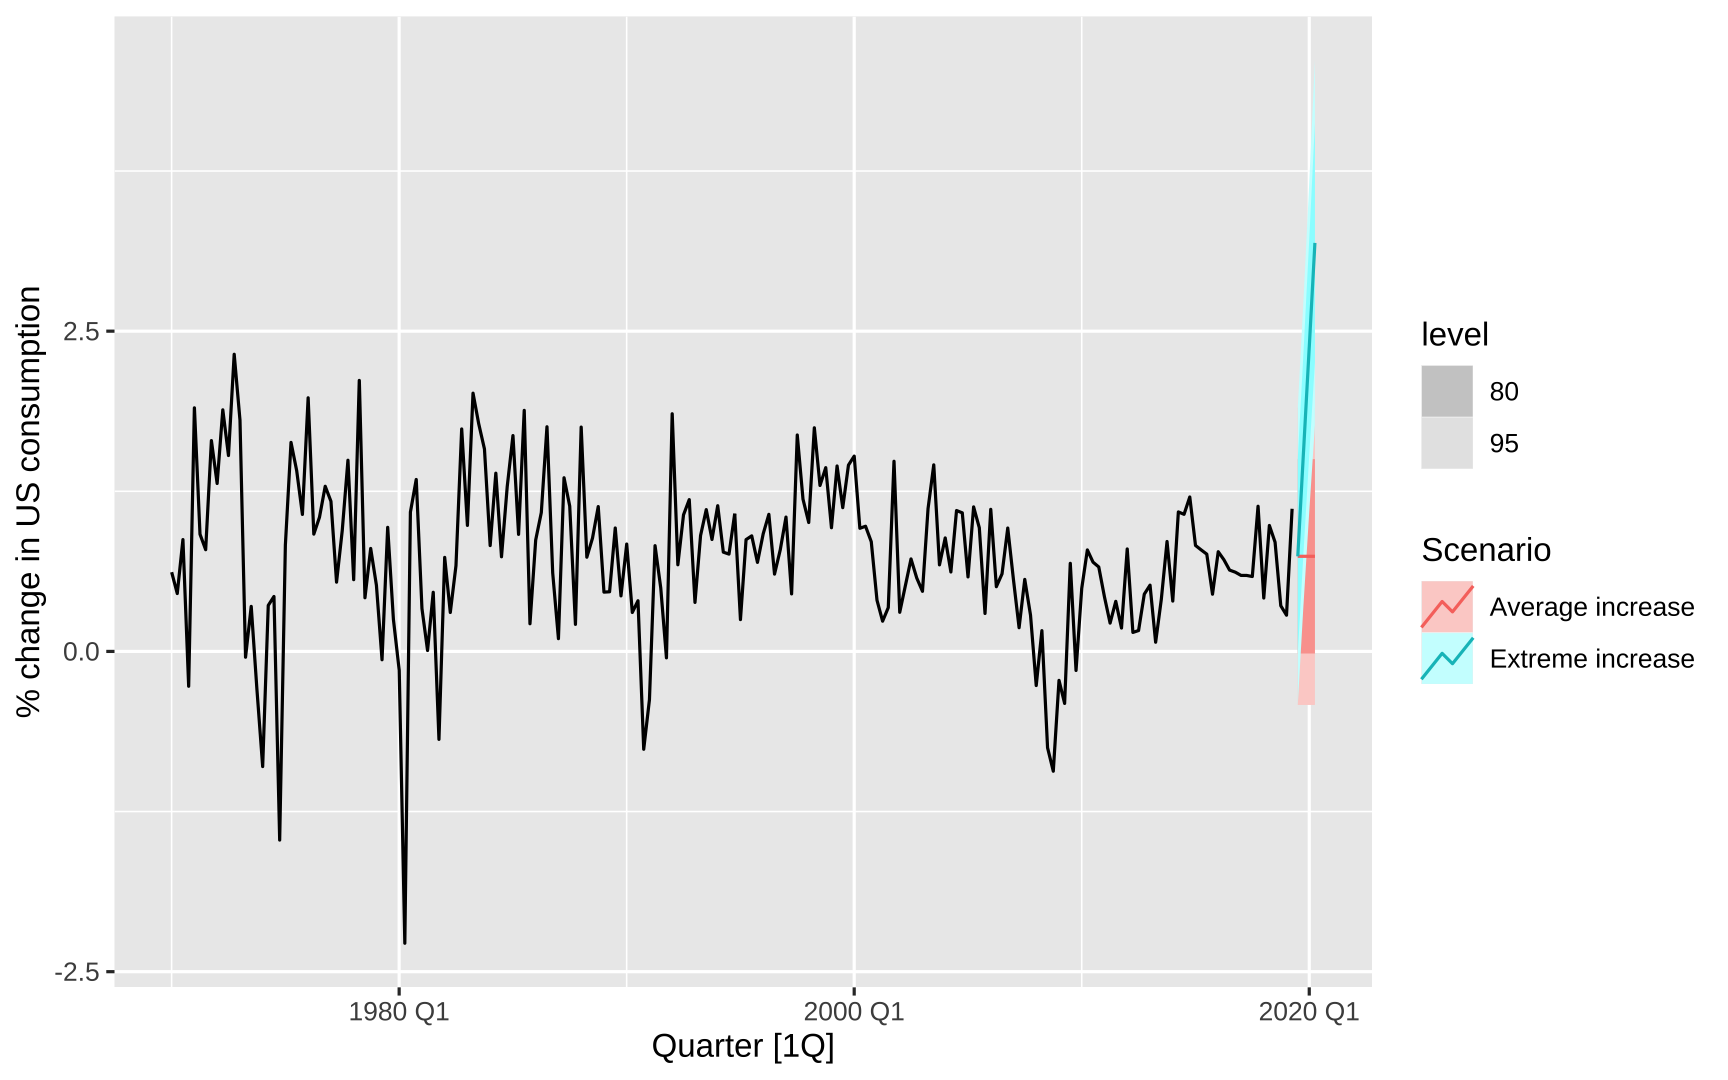 % change in US consumption
2.5
0.0
-2.5
1980 Q1
2000 Q1
2020 Q1
Quarter [1Q]
level
80
95
Scenario
Average increase
Extreme increase